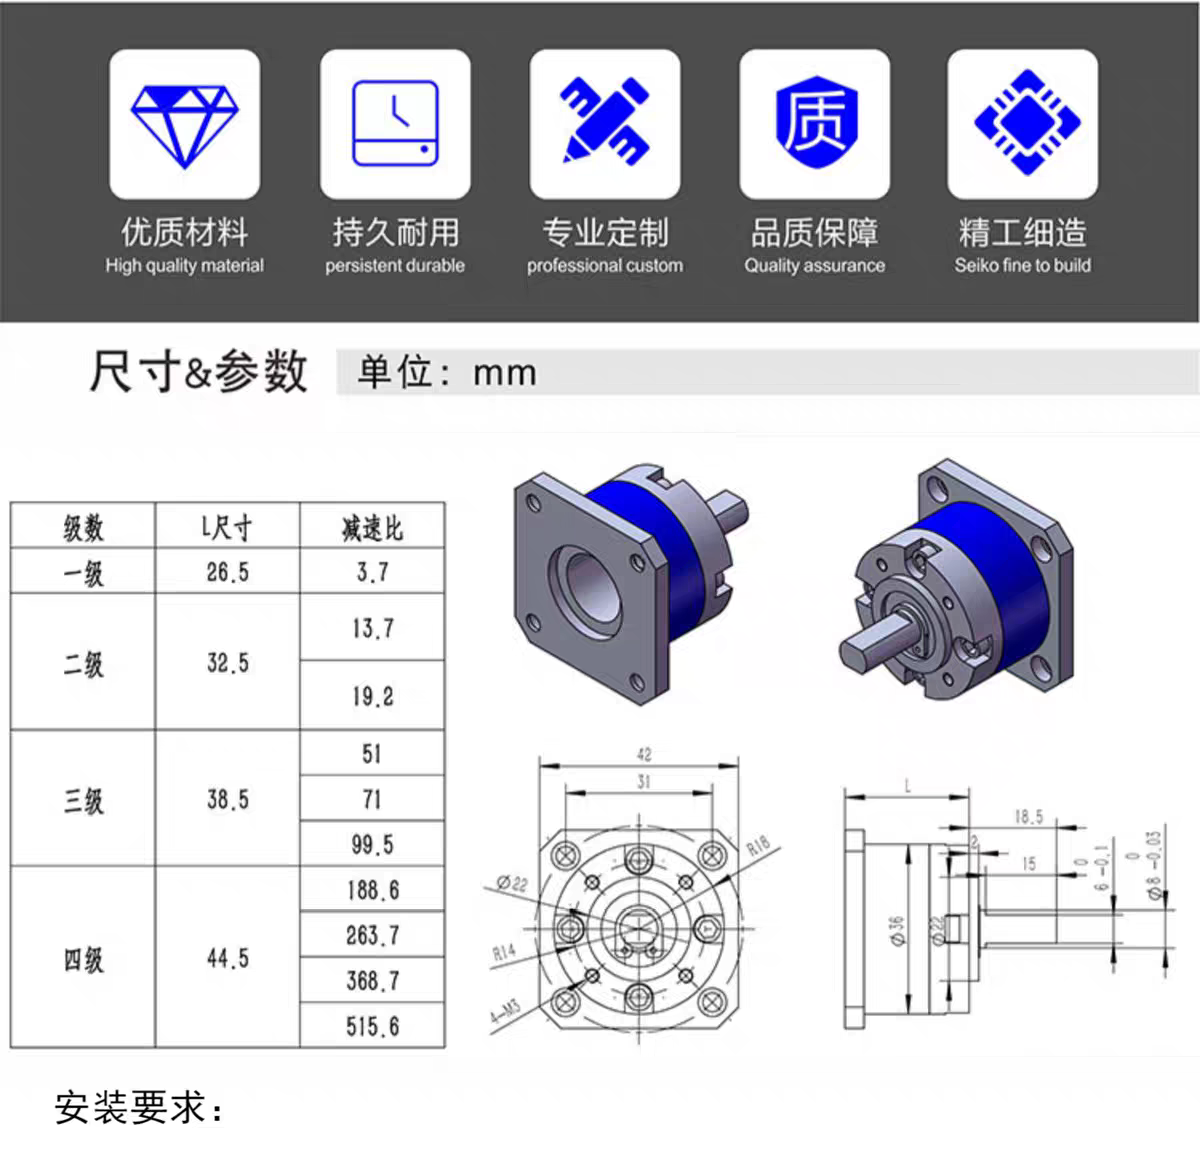 质
优质材料
High quality material
持久耐用
persistent durable
专业定制
professional custom
品质保障
Quality assurance
精工细造
Seiko fine to build
尺寸&参数
单位：mm
级数 L尺寸 减速比
一级 26.5 3.7
二级 32.5 13.7
19.2
三级 38.5 51
71
99.5
四级 44.5 188.6
263.7
368.7
515.6
42
31
R18
Ø22
R14
4-M3
L
18.5
2
15
Ø36
Ø22
6 0 -0.1
Ø8 0 -0.03
安装要求：